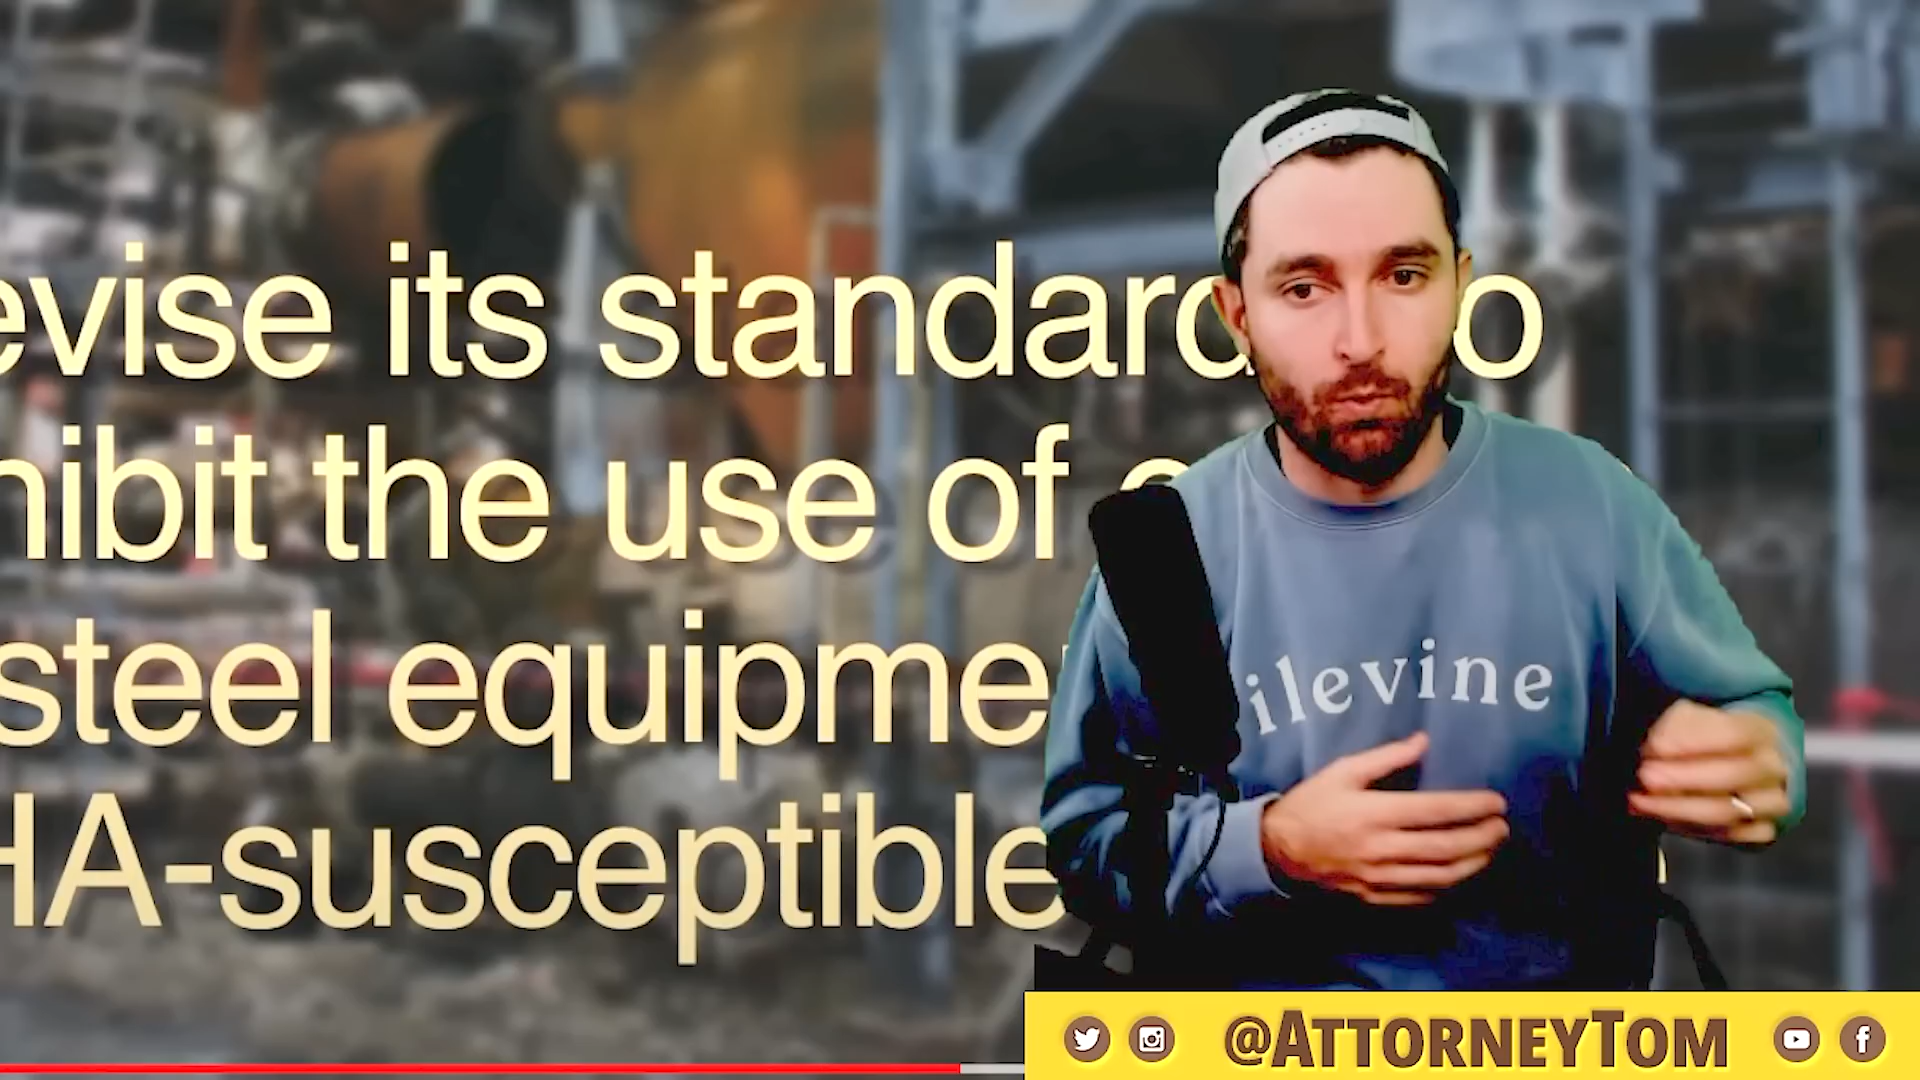 evise its standard o
hibit the use of
steel equipme
HA-susceptible
ilevine
@ATTORNEYTOM